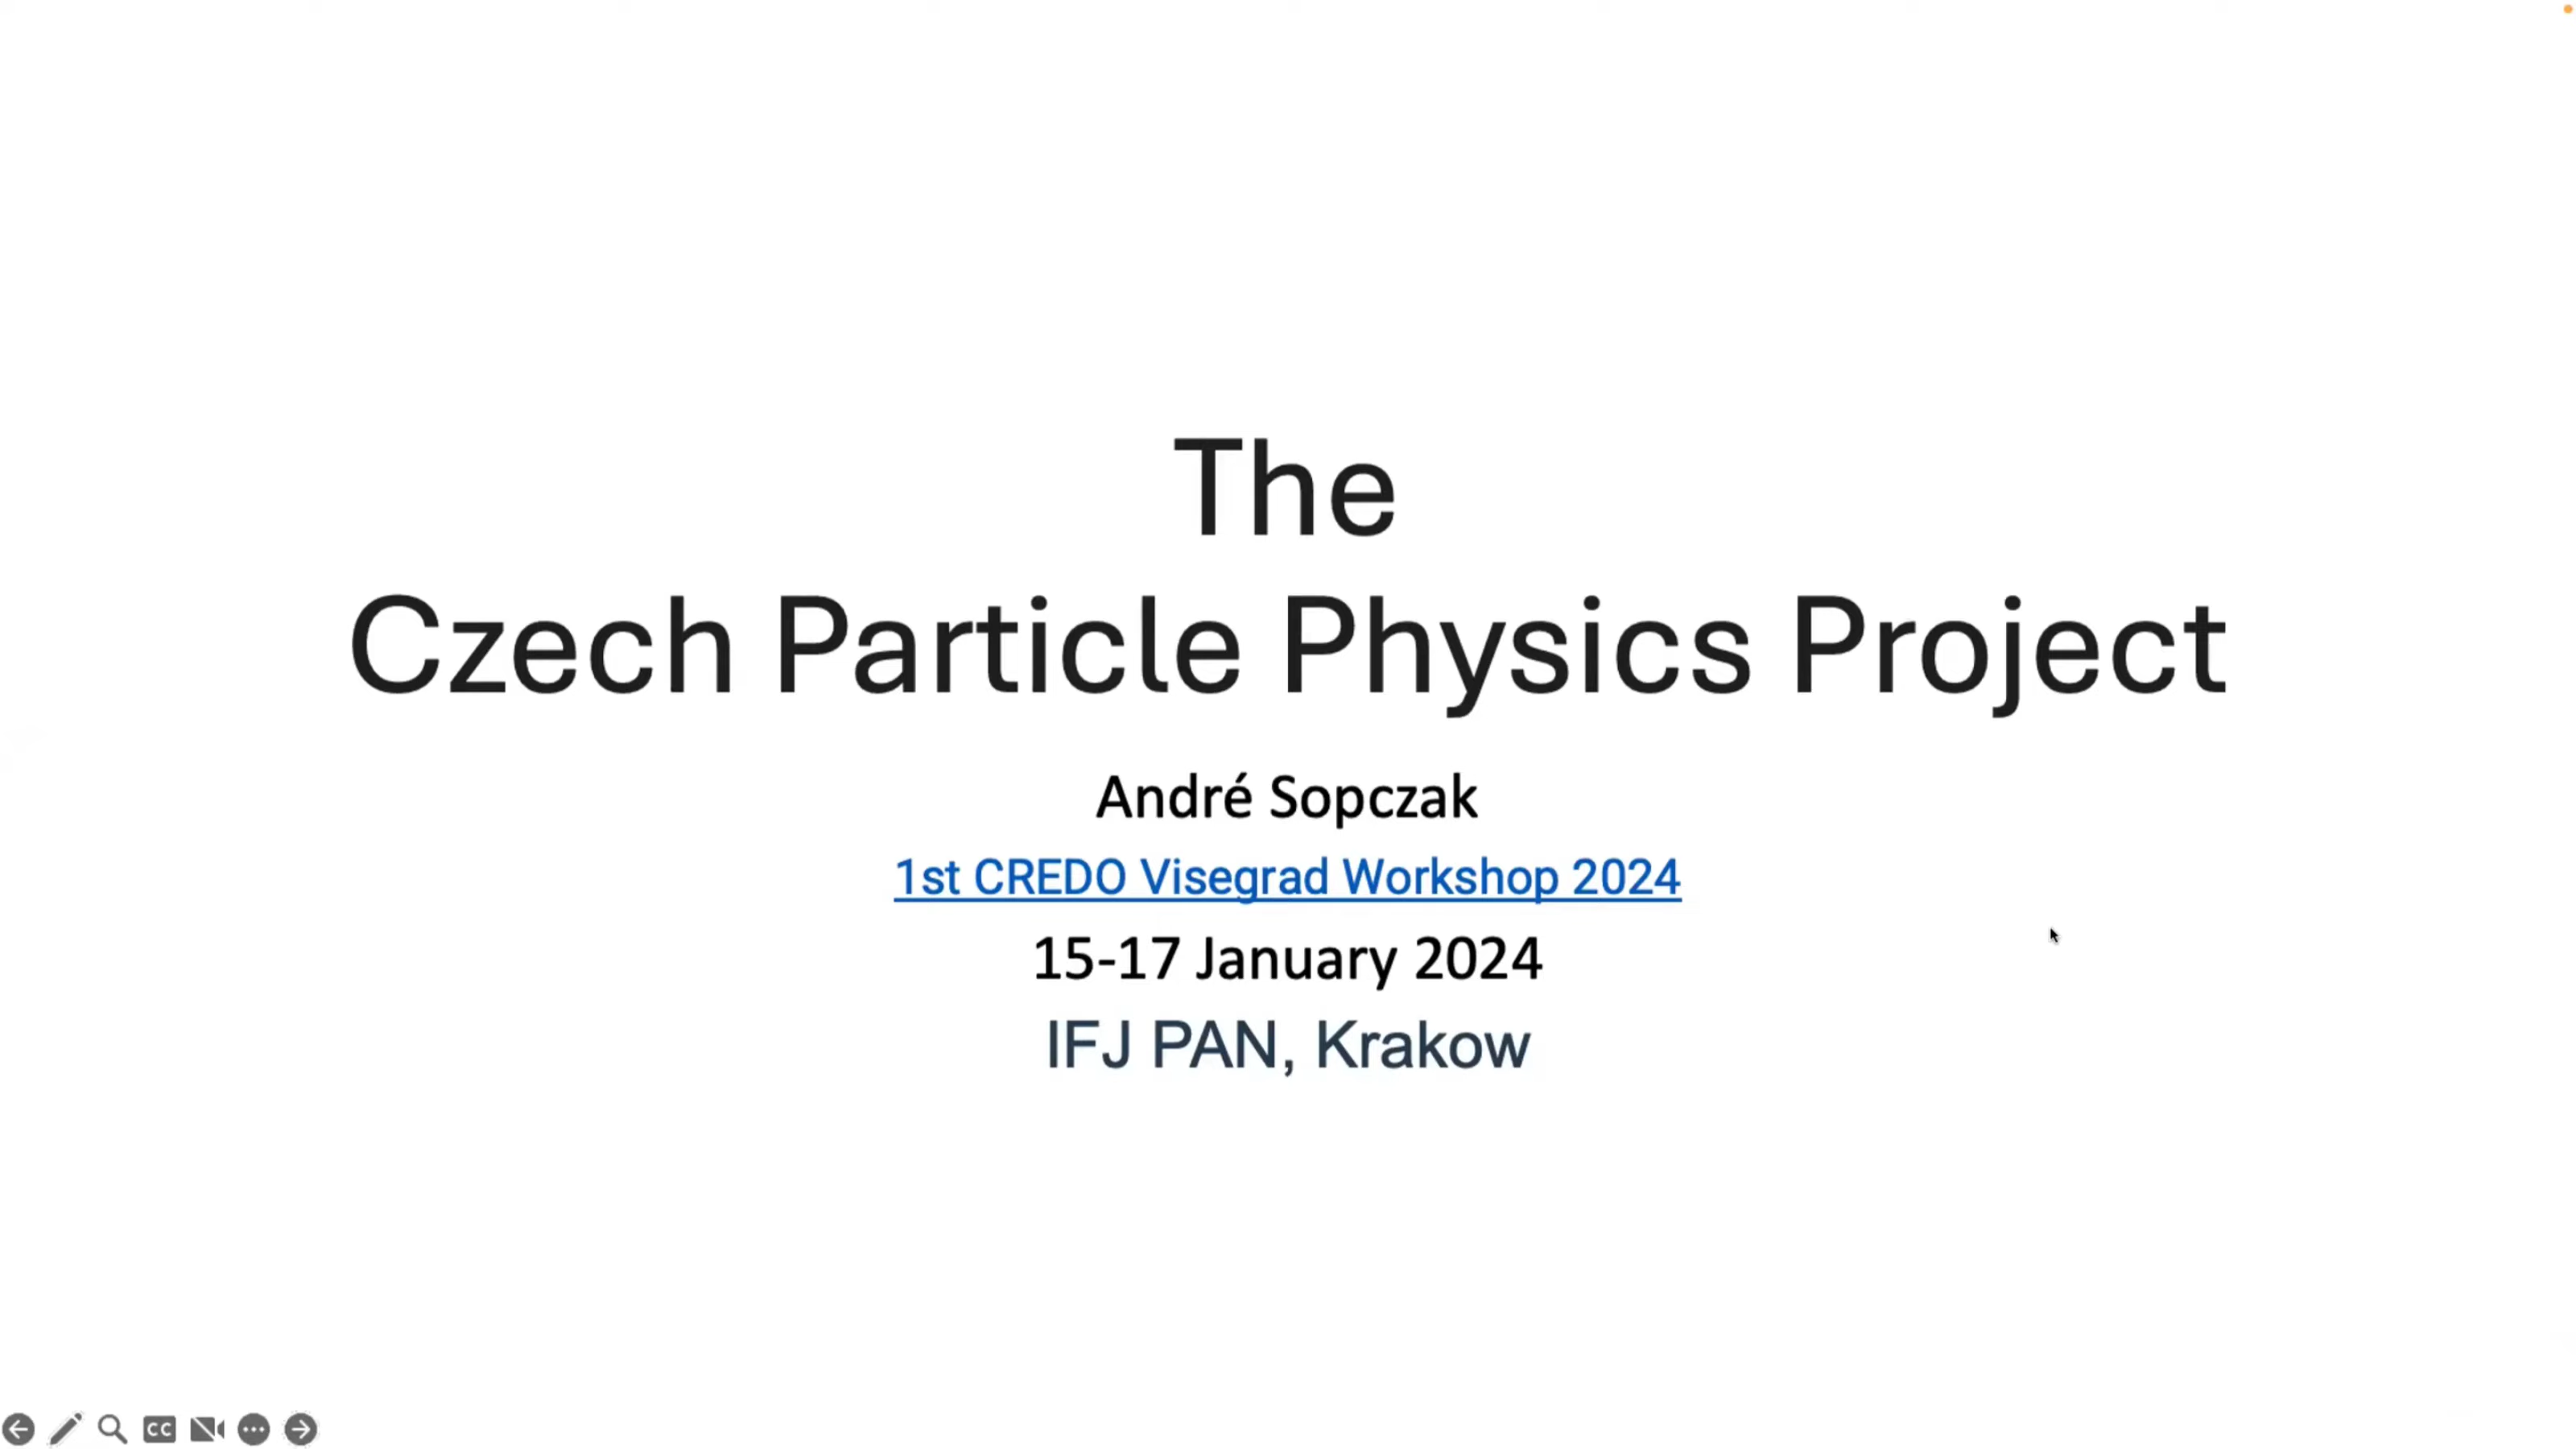 The
Czech Particle Physics Project
André Sopczak
1st CREDO Visegrad Workshop 2024
15-17 January 2024
IFJ PAN, Krakow
CC